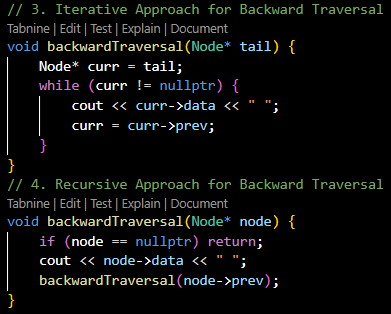 // 3. Iterative Approach for Backward Traversal
Tabnine | Edit | Test | Explain | Document
void backwardTraversal(Node* tail) {
    Node* curr = tail;
    while (curr != nullptr) {
        cout << curr->data << " ";
        curr = curr->prev;
    }
}
// 4. Recursive Approach for Backward Traversal
Tabnine | Edit | Test | Explain | Document
void backwardTraversal(Node* node) {
    if (node == nullptr) return;
    cout << node->data << " ";
    backwardTraversal(node->prev);
}